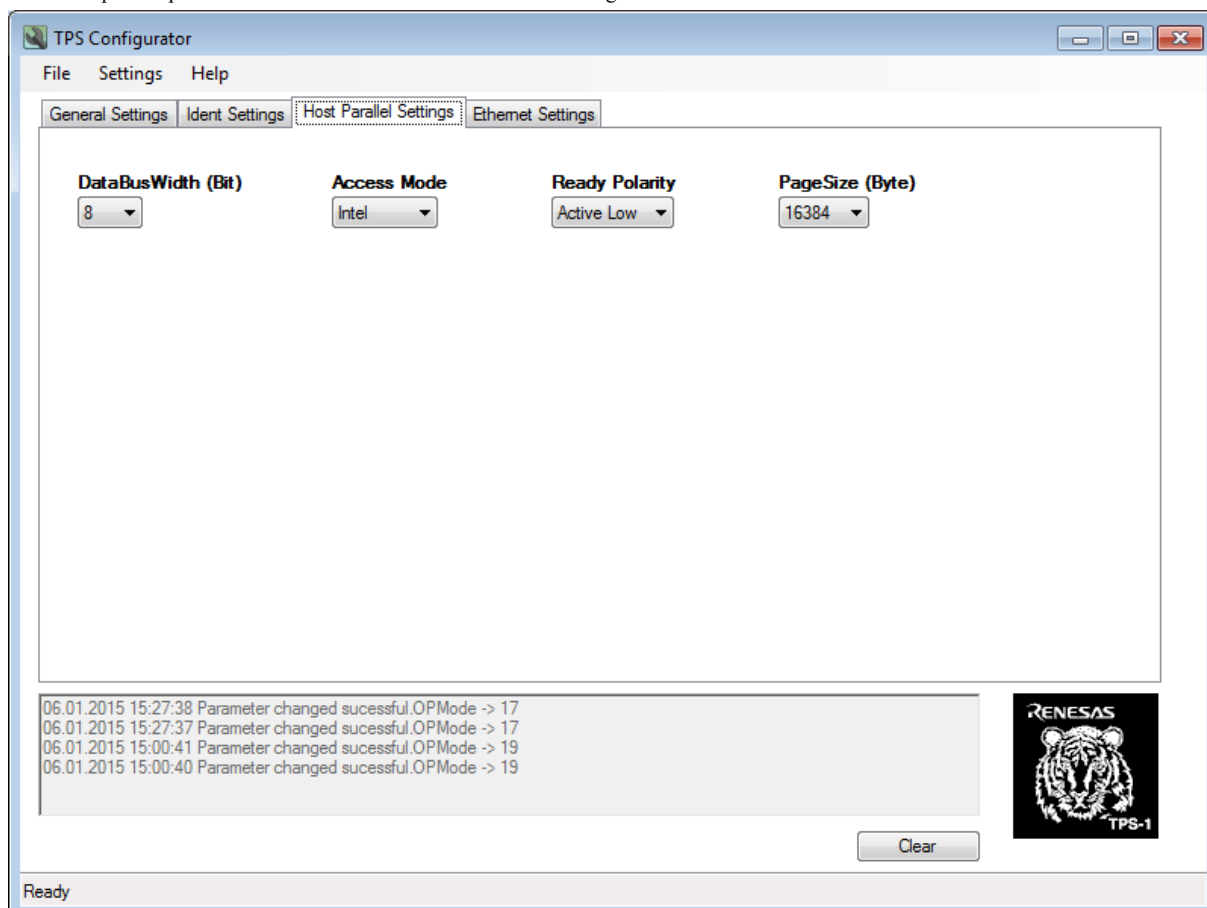 TPS Configurator
File Settings Help
General Settings Ident Settings Host Parallel Settings Ethernet Settings
DataBusWidth (Bit) Access Mode Ready Polarity PageSize (Byte)
8 Intel Active Low 16384
06.01.2015 15:27:38 Parameter changed sucessful.OPMode -> 17
06.01.2015 15:27:37 Parameter changed sucessful.OPMode -> 17
06.01.2015 15:00:41 Parameter changed sucessful.OPMode -> 19
06.01.2015 15:00:40 Parameter changed sucessful.OPMode -> 19
RENESAS
TPS-1
Clear
Ready